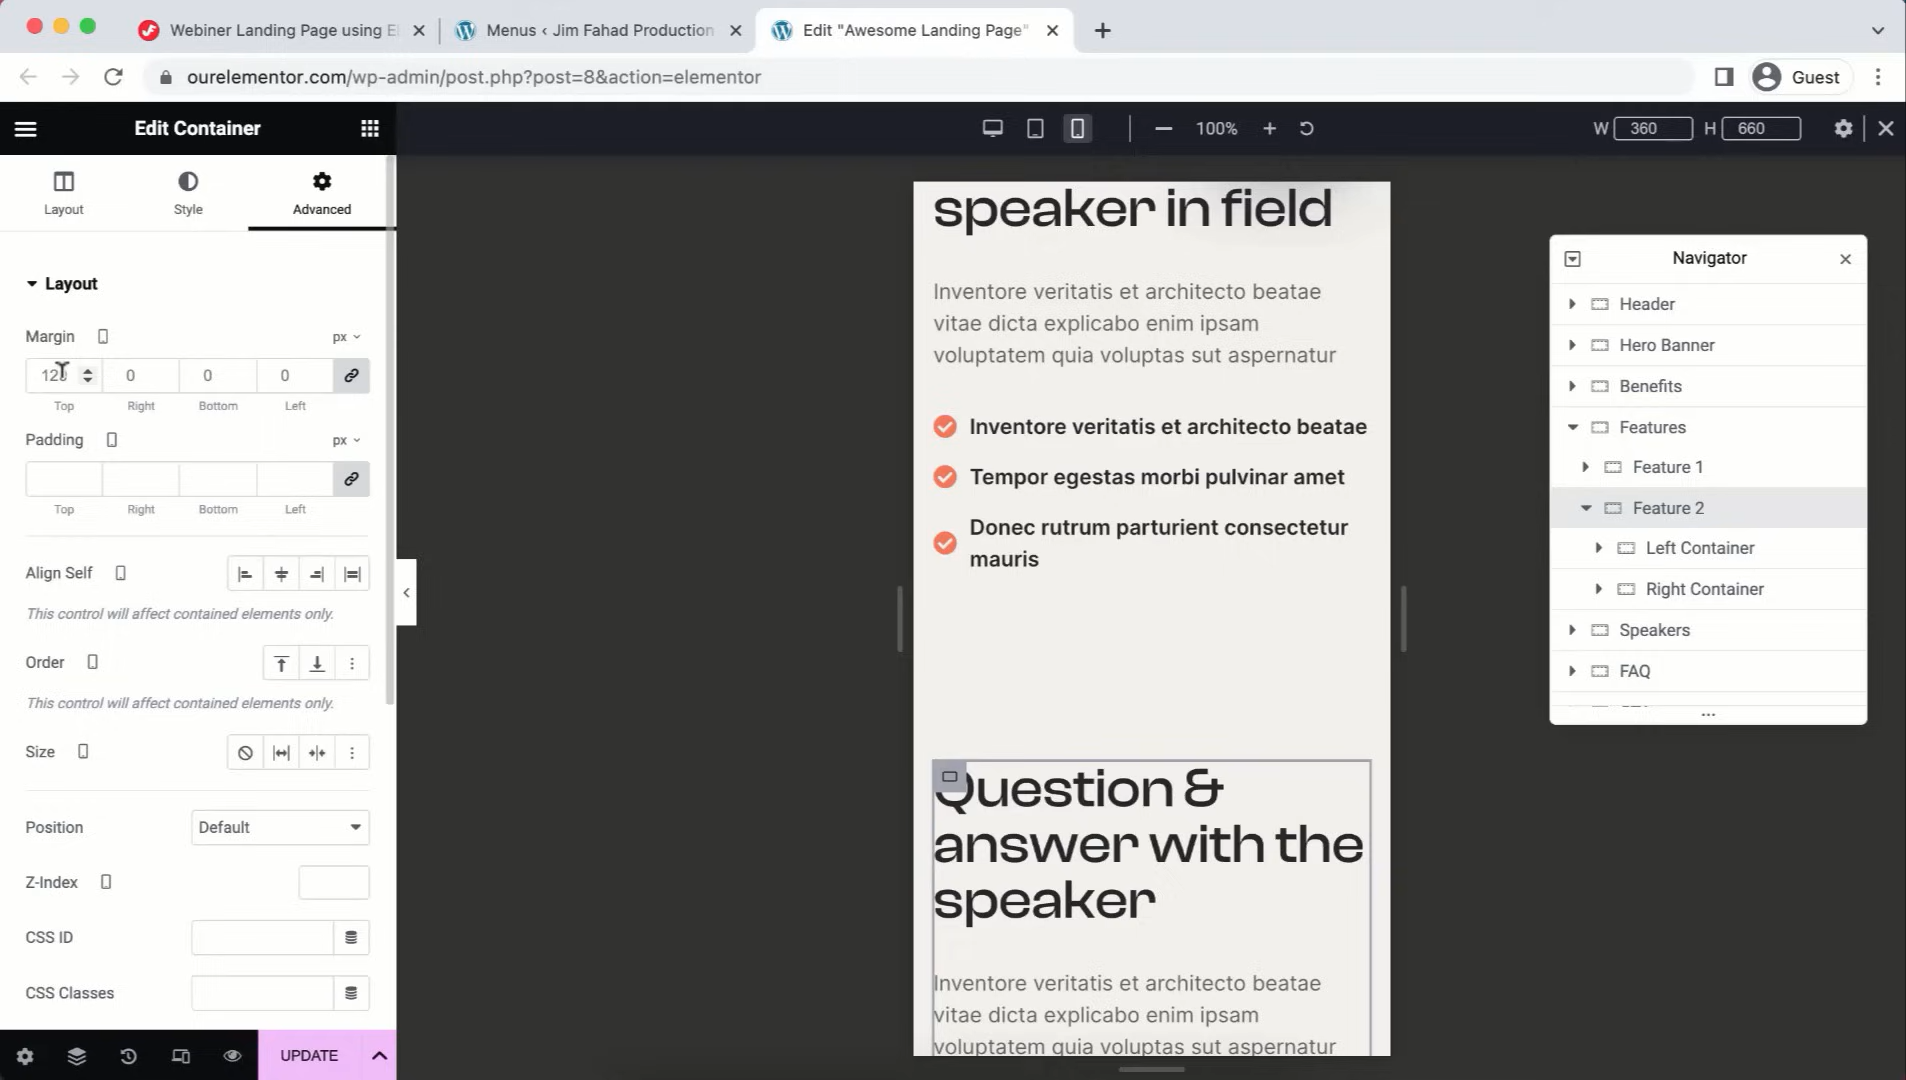 Webiner Landing Page using El
Menus ‹ Jim Fahad Production
Edit "Awesome Landing Page"
ourelementor.com/wp-admin/post.php?post=8&action=elementor
Guest
Edit Container
100%
W 360 H 660
Layout
Style
Advanced
Layout
Margin
px
0
0
0
Top
Right
Bottom
Left
Padding
px
Top
Right
Bottom
Left
Align Self
This control will affect contained elements only.
Order
This control will affect contained elements only.
Size
Position
Default
Z-Index
CSS ID
CSS Classes
UPDATE
speaker in field
Inventore veritatis et architecto beatae
vitae dicta explicabo enim ipsam
voluptatem quia voluptas sut aspernatur
Inventore veritatis et architecto beatae
Tempor egestas morbi pulvinar amet
Donec rutrum parturient consectetur
mauris
Question &
answer with the
speaker
Inventore veritatis et architecto beatae
vitae dicta explicabo enim ipsam
voluptatem quia voluptas sut aspernatur
Navigator
Header
Hero Banner
Benefits
Features
Feature 1
Feature 2
Left Container
Right Container
Speakers
FAQ